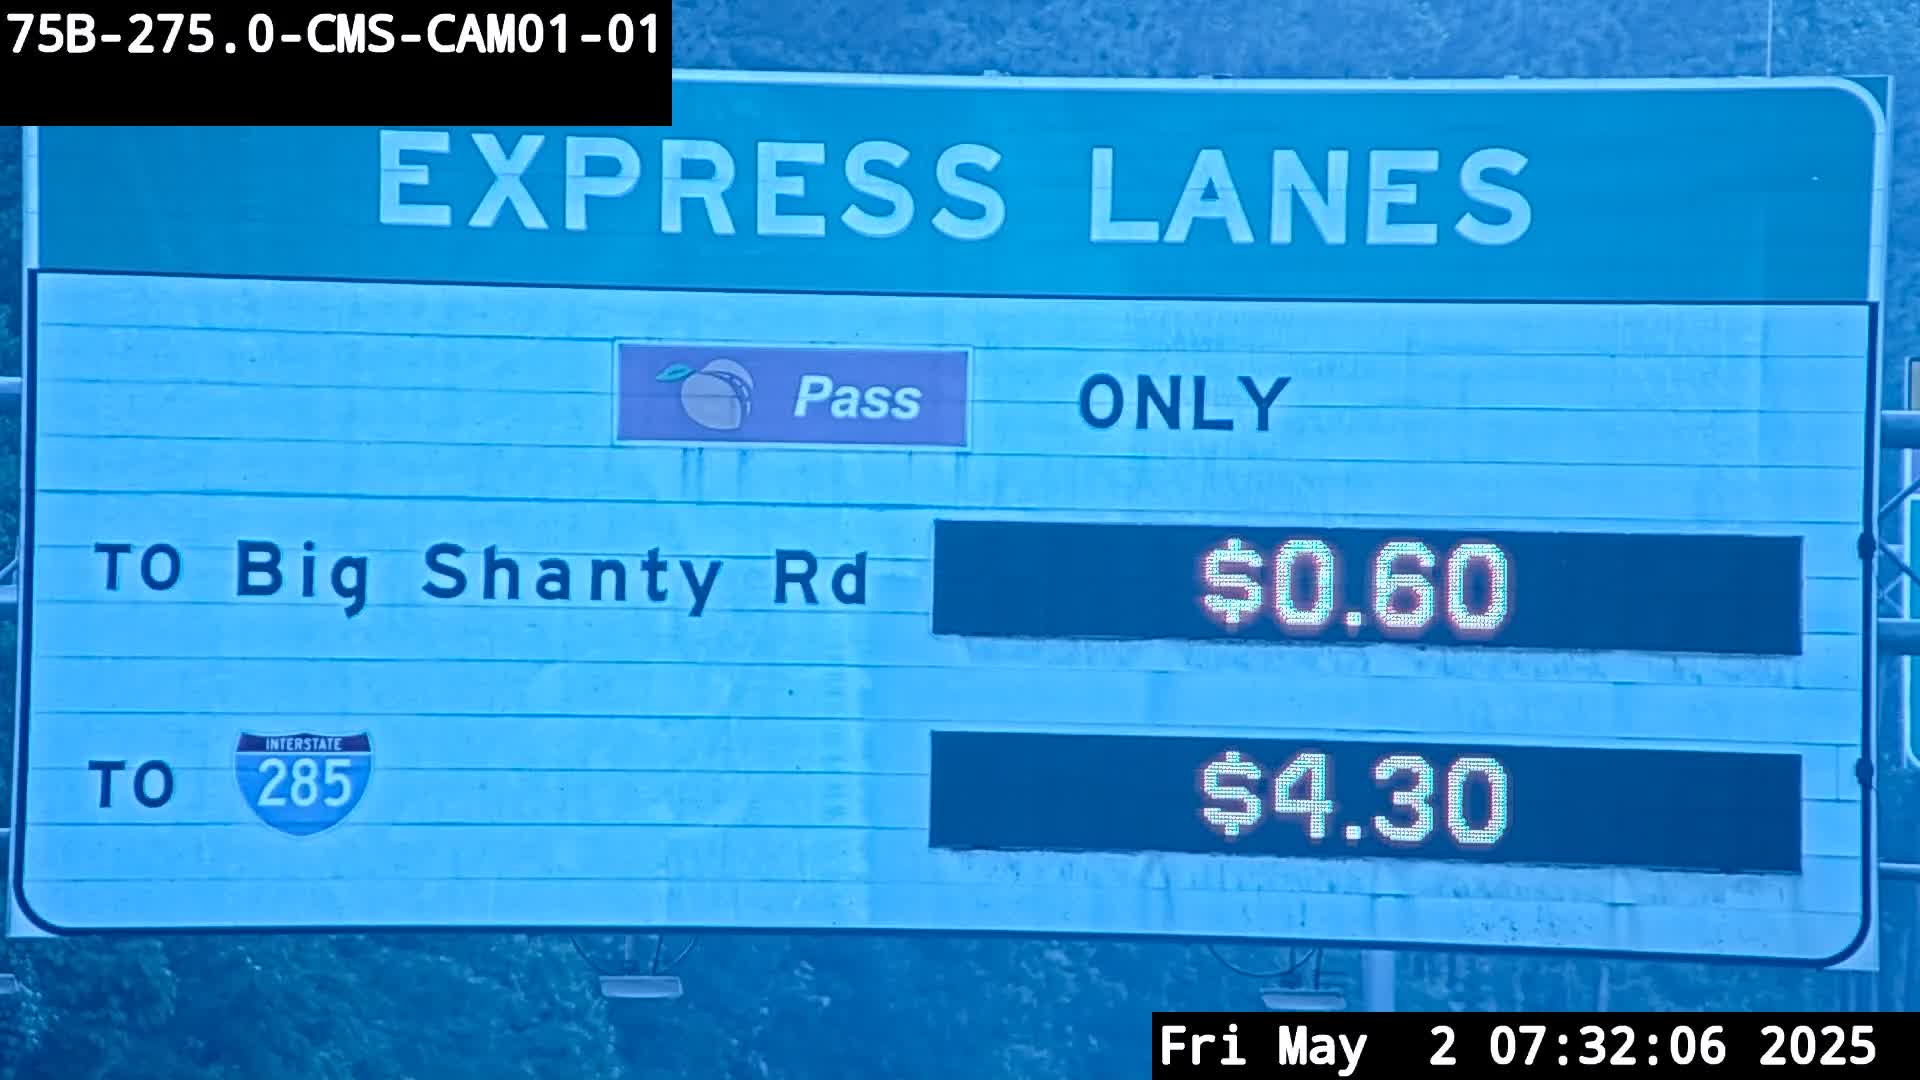 75B-275.0-CMS-CAM01-01
EXPRESS LANES
Pass ONLY
TO Big Shanty Rd $0.60
INTERSTATE
TO 285 $4.30
Fri May 2 07:32:06 2025